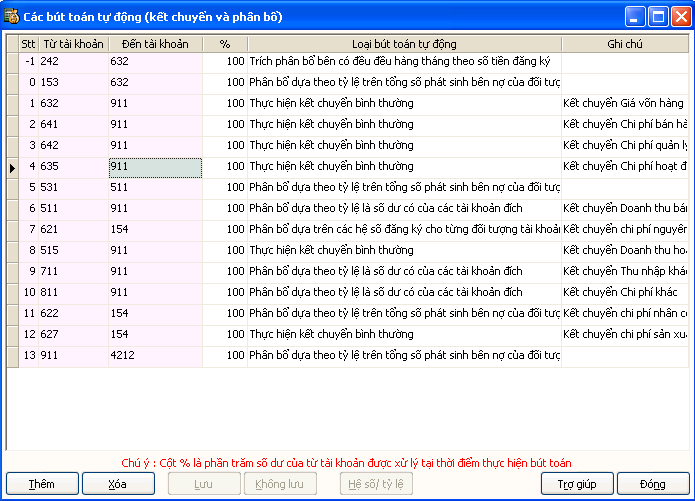 Các bút toán tự động (kết chuyển và phân bổ)
Stt Từ tài khoản Đến tài khoản % Loại bút toán tự động Ghi chú
-1 242 632 100 Trích phân bổ bên có đều đều hàng tháng theo số tiền đăng ký
0 153 632 100 Phân bổ dựa theo tỷ lệ trên tổng số phát sinh bên nợ của đối tượ
1 632 911 100 Thực hiện kết chuyển bình thường Kết chuyển Giá vốn hàng
2 641 911 100 Thực hiện kết chuyển bình thường Kết chuyển Chi phí bán hà
3 642 911 100 Thực hiện kết chuyển bình thường Kết chuyển Chi phí quản lý
4 635 911 100 Thực hiện kết chuyển bình thường Kết chuyển Chi phí hoạt đ
5 531 511 100 Phân bổ dựa theo tỷ lệ trên tổng số phát sinh bên nợ của đối tượ
6 511 911 100 Phân bổ dựa theo tỷ lệ là số dư có của các tài khoản đích Kết chuyển Doanh thu bár
7 621 154 100 Phân bổ dựa trên các hệ số đăng ký cho từng đối tượng tài khoải Kết chuyển chi phí nguyên
8 515 911 100 Thực hiện kết chuyển bình thường Kết chuyển Doanh thu hoạ
9 711 911 100 Phân bổ dựa theo tỷ lệ là số dư có của các tài khoản đích Kết chuyển Thu nhập khác
10 811 911 100 Phân bổ dựa theo tỷ lệ là số dư có của các tài khoản đích Kết chuyển Chi phí khác
11 622 154 100 Phân bổ dựa theo tỷ lệ trên tổng số phát sinh bên nợ của đối tượ Kết chuyển chi phí nhân cô
12 627 154 100 Thực hiện kết chuyển bình thường Kết chuyển chi phí sản xuấ
13 911 4212 100 Phân bổ dựa theo tỷ lệ trên tổng số phát sinh bên nợ của đối tượ
Chú ý : Cột % là phần trăm số dư của từ tài khoản được xử lý tại thời điểm thực hiện bút toán
Thêm Xóa Lưu Không lưu Hệ số/ tỷ lệ Trợ giúp Đóng